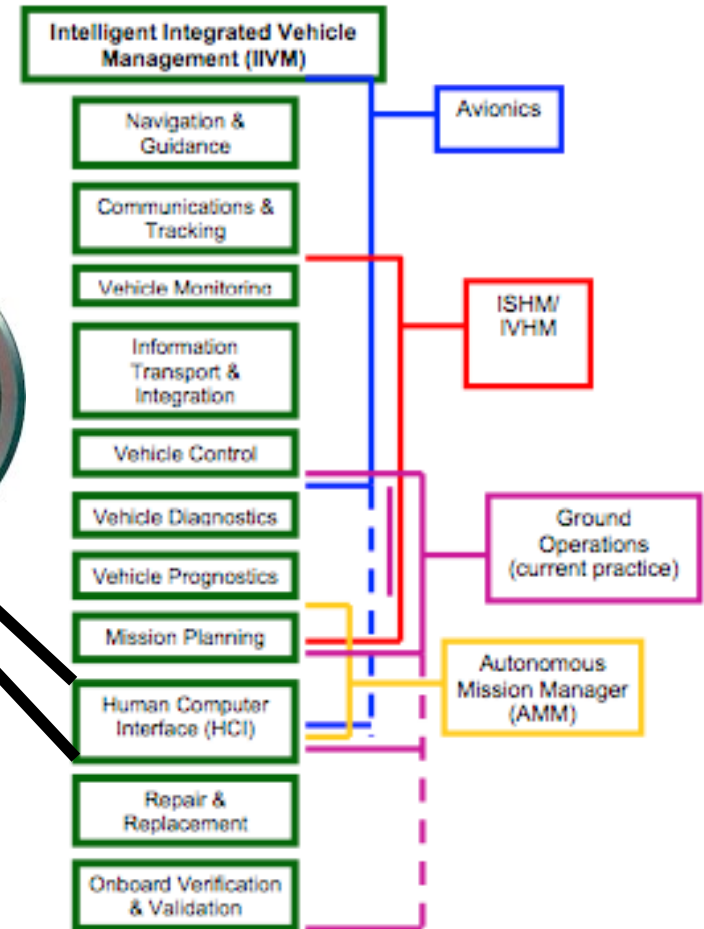 Intelligent Integrated Vehicle
Management (IIVM)
Avionics
Navigation &
Guidance
Communications &
Tracking
Vehicle Monitoring
ISHM/
IVHM
Information
Transport &
Integration
Vehicle Control
Vehicle Diagnostics
Ground
Operations
(current practice)
Vehicle Prognostics
Mission Planning
Autonomous
Mission Manager
(AMM)
Human Computer
Interface (HCI)
Repair &
Replacement
Onboard Verification
& Validation